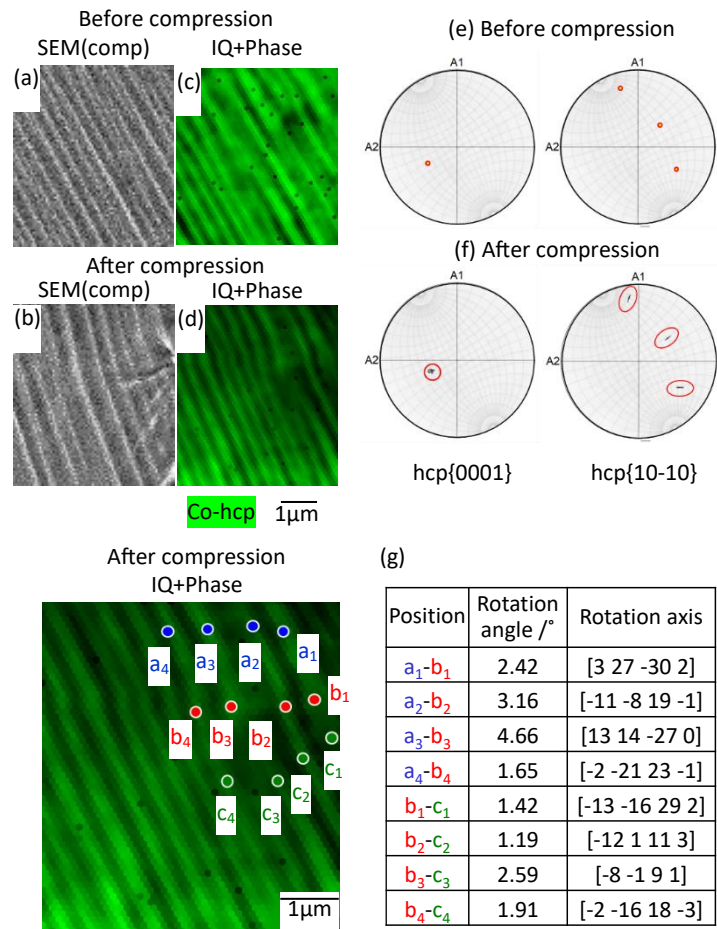 Before compression
SEM(comp) IQ+Phase
(a)
(c)
After compression
SEM(comp) IQ+Phase
(b)
(d)
Co-hcp 1μm
(e) Before compression
A1 A1
A2 A2
(f) After compression
A1 A1
A2 A2
hcp{0001} hcp{10-10}
After compression
IQ+Phase
a4 a3 a2 a1
b4 b3 b2 b1
c4 c3 c2 c1
1μm
(g)
Position Rotation angle /° Rotation axis
a1-b1 2.42 [3 27 -30 2]
a2-b2 3.16 [-11 -8 19 -1]
a3-b3 4.66 [13 14 -27 0]
a4-b4 1.65 [-2 -21 23 -1]
b1-c1 1.42 [-13 -16 29 2]
b2-c2 1.19 [-12 1 11 3]
b3-c3 2.59 [-8 -1 9 1]
b4-c4 1.91 [-2 -16 18 -3]